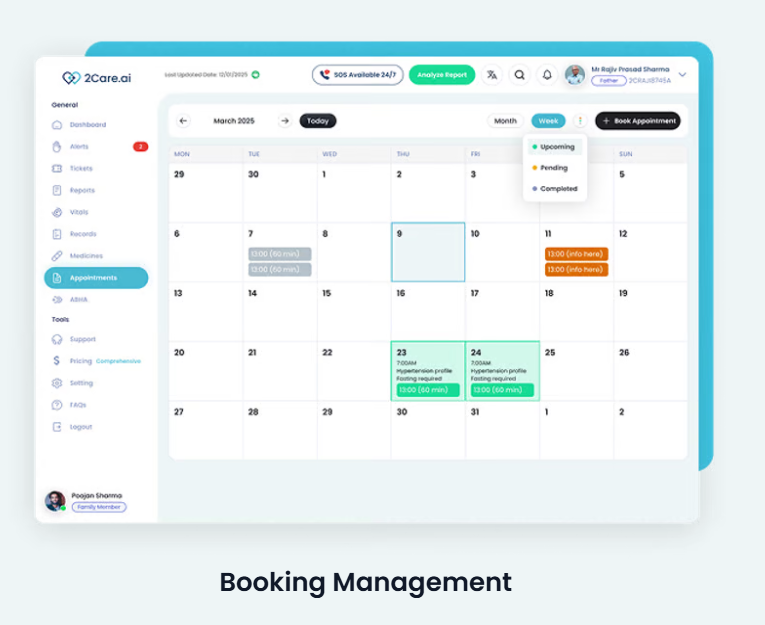 2Care.ai
Last Updated Date: 12/01/2025
SOS Available 24/7
Analyze Report
Mr Rajiv Prasad Sharma
Father
2CRAJI8745A
General
Dashboard
Alerts
2
Tickets
Reports
Vitals
Records
Medicines
Appointments
ABHA
Tools
Support
Pricing Comprehensive
Setting
FAQs
Logout
Poojan Sharma
Family Member
March 2025
Today
Month
Week
+ Book Appointment
Upcoming
Pending
Completed
MON TUE WED THU FRI SUN
29 30 1 2 3 5
6 7 8 9 10 11 12
13:00 (60 min) 13:00 (info here)
13:00 (60 min) 13:00 (info here)
13 14 15 16 17 18 19
20 21 22 23 24 25 26
7:00AM 7:00AM
Hypertension profile Hypertension profile
Fasting required Fasting required
13:00 (60 min) 13:00 (60 min)
27 28 29 30 31 1 2
Booking Management